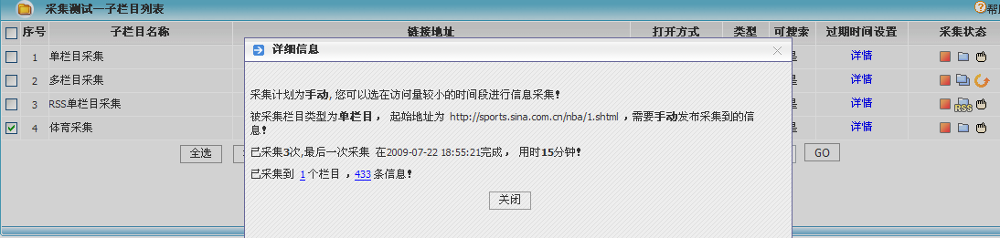 采集测试—子栏目列表
帮助
序号 子栏目名称 链接地址 打开方式 类型 可搜索 过期时间设置 采集状态
详细信息
1 单栏目采集 是 详情
2 多栏目采集 是 详情
3 RSS单栏目采集 是 详情 RSS
4 体育采集 是 详情
采集计划为手动,您可以选在访问量较小的时间段进行信息采集!
被采集栏目类型为单栏目, 起始地址为 http://sports.sina.com.cn/nba/1.shtml ,需要手动发布采集到的信
息!
已采集3次,最后一次采集 在2009-07-22 18:55:21完成, 用时15分钟!
已采集到 1个栏目 ,433条信息!
全选 GO
关闭